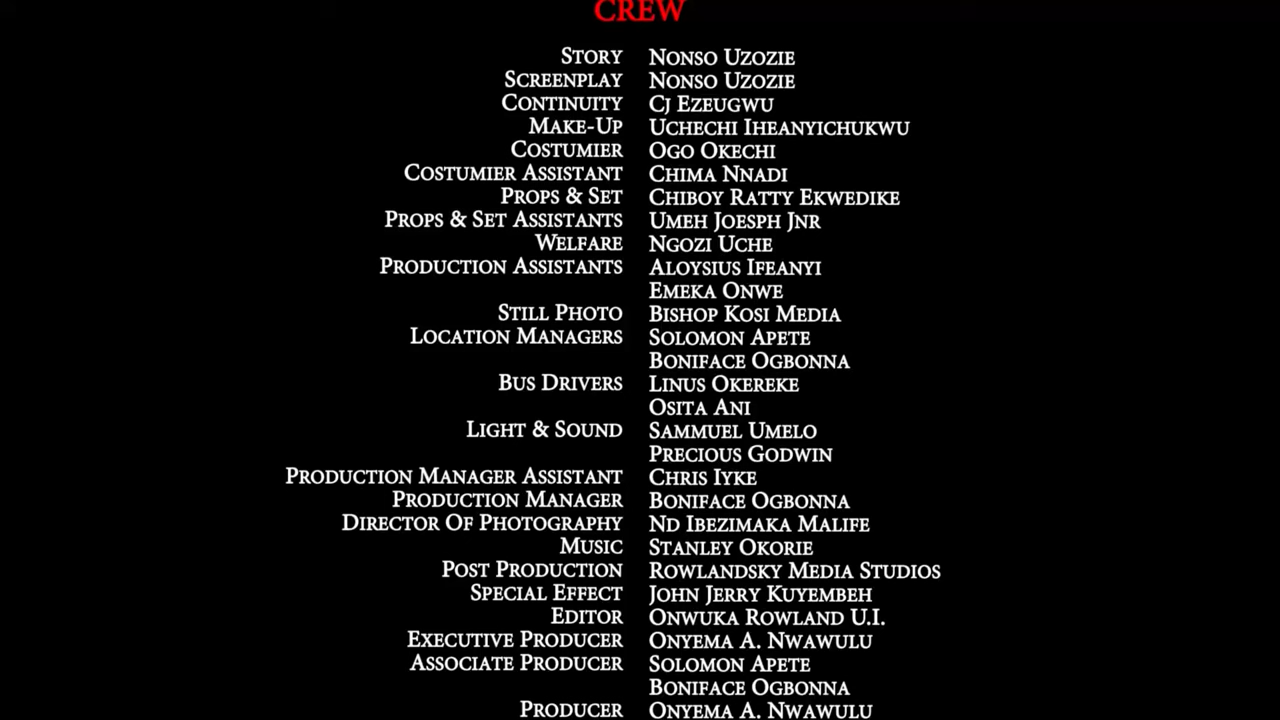 CREW
STORY NONSO UZOZIE
SCREENPLAY NONSO UZOZIE
CONTINUITY CJ EZEUGWU
MAKE-UP UCHECHI IHEANYICHUKWU
COSTUMIER OGO OKECHI
COSTUMIER ASSISTANT CHIMA NNADI
PROPS & SET CHIBOY RATTY EKWEDIKE
PROPS & SET ASSISTANTS UMEH JOESPH JNR
WELFARE NGOZI UCHE
PRODUCTION ASSISTANTS ALOYSIUS IFEANYI
EMEKA ONWE
STILL PHOTO BISHOP KOSI MEDIA
LOCATION MANAGERS SOLOMON APETE
BONIFACE OGBONNA
BUS DRIVERS LINUS OKEREKE
OSITA ANI
LIGHT & SOUND SAMMUEL UMELO
PRECIOUS GODWIN
PRODUCTION MANAGER ASSISTANT CHRIS IYKE
PRODUCTION MANAGER BONIFACE OGBONNA
DIRECTOR OF PHOTOGRAPHY ND IBEZIMAKA MALIFE
MUSIC STANLEY OKORIE
POST PRODUCTION ROWLANDSKY MEDIA STUDIOS
SPECIAL EFFECT JOHN JERRY KUYEMBEH
EDITOR ONWUKA ROWLAND U.I.
EXECUTIVE PRODUCER ONYEMA A. NWAWULU
ASSOCIATE PRODUCER SOLOMON APETE
BONIFACE OGBONNA
PRODUCER ONYEMA A. NWAWULU